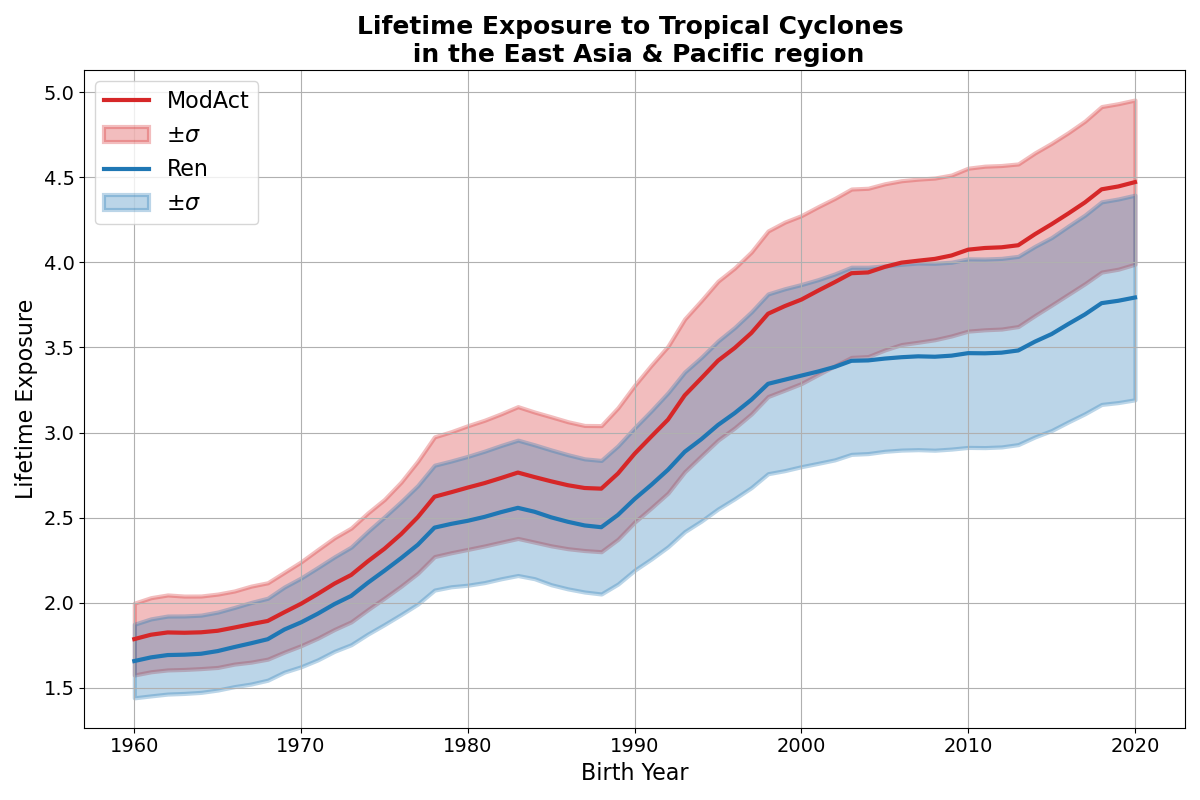 Lifetime Exposure to Tropical Cyclones
in the East Asia & Pacific region
ModAct
±σ
Ren
±σ
Lifetime Exposure
5.0
4.5
4.0
3.5
3.0
2.5
2.0
1.5
1960 1970 1980 1990 2000 2010 2020
Birth Year